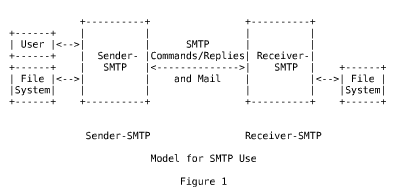 +----------+ +----------+
+------+ | | | |
| User |<-->| | SMTP | |
+------+ | Sender- |Commands/Replies| Receiver-|
+------+ | SMTP |<-------------->| SMTP | +------+
| File |<-->| | and Mail | |<-->| File |
|System| | | | | |System|
+------+ +----------+ +----------+ +------+
Sender-SMTP Receiver-SMTP
Model for SMTP Use
Figure 1